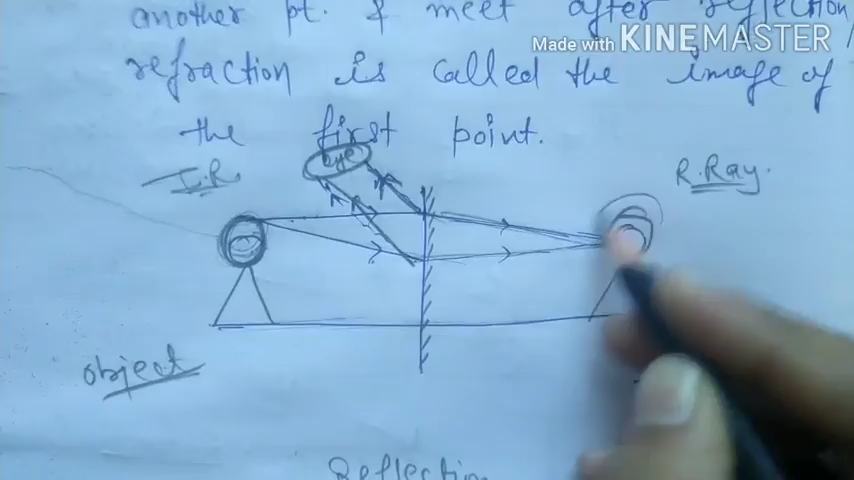 another pt. & meet after reflection/
Made with KINEMASTER
refraction is called the image of
the first point.
eye
I.R.
R.Ray.
object
Reflection